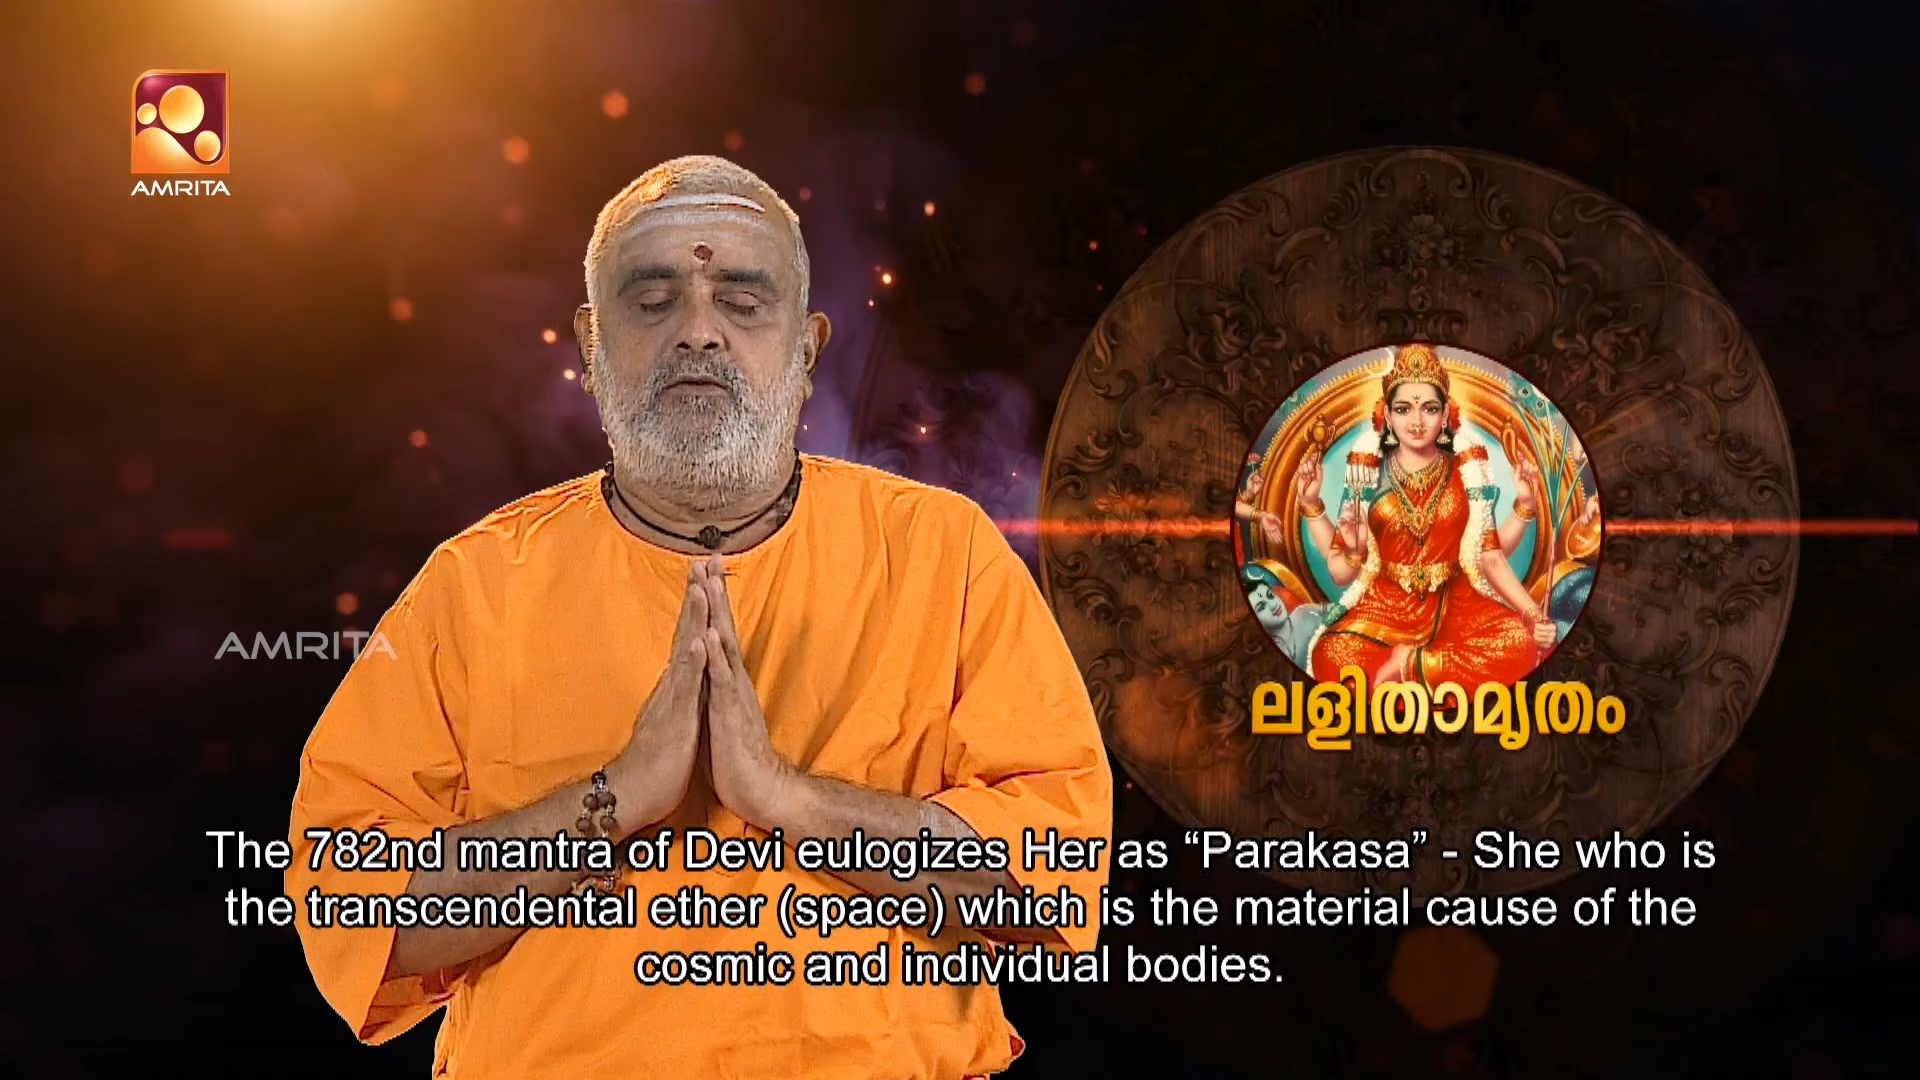 AMRITA
AMRITA
ലളിതാമൃതം
The 782nd mantra of Devi eulogizes Her as “Parakasa” - She who is
the transcendental ether (space) which is the material cause of the
cosmic and individual bodies.